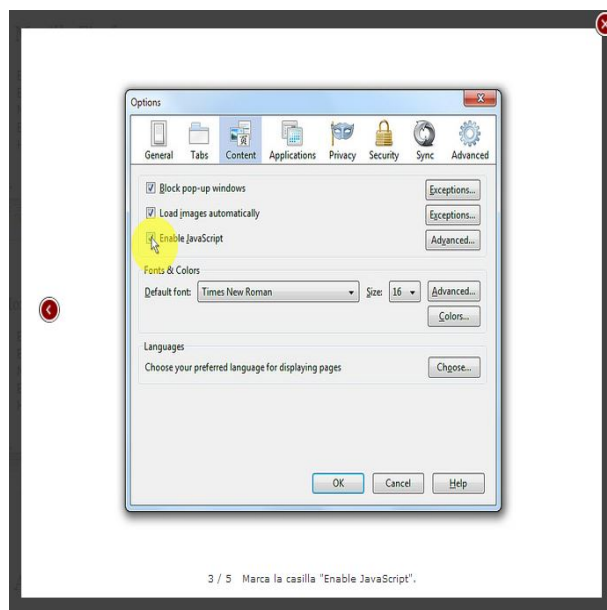 Options
General Tabs Content Applications Privacy Security Sync Advanced
Block pop-up windows Exceptions...
Load images automatically Exceptions...
Enable JavaScript Advanced...
Fonts & Colors
Default font: Times New Roman Size: 16 Advanced...
Colors...
Languages
Choose your preferred language for displaying pages Choose...
OK Cancel Help
3 / 5 Marca la casilla "Enable JavaScript".